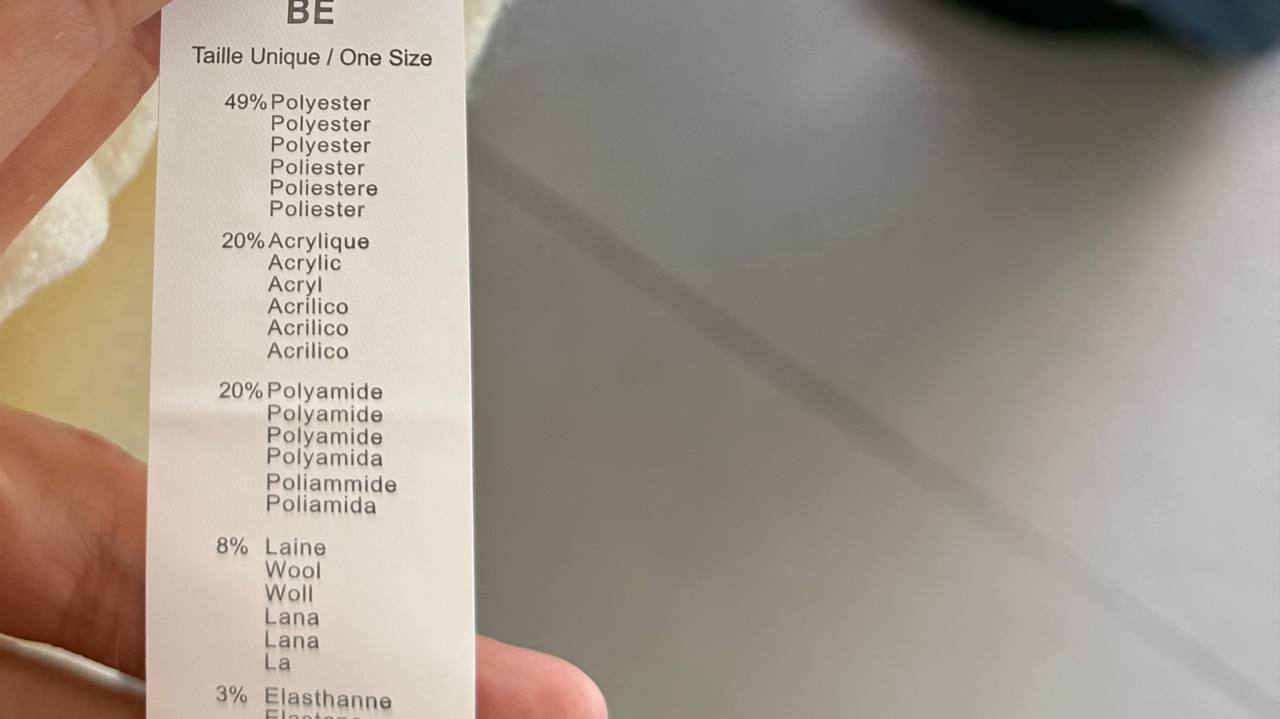 BE
Taille Unique / One Size
49% Polyester
Polyester
Polyester
Poliester
Poliestere
Poliester
20% Acrylique
Acrylic
Acryl
Acrilico
Acrilico
Acrilico
20% Polyamide
Polyamide
Polyamide
Polyamida
Poliammide
Poliamida
8% Laine
Wool
Woll
Lana
Lana
La
3% Elasthanne